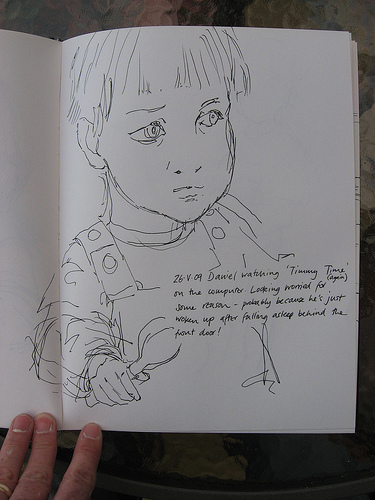 26·V·09 Daniel watching 'Timmy Time'
(again)
on the computer. Looking worried for
some reason - probably because he's just
woken up after falling asleep behind the
front door!